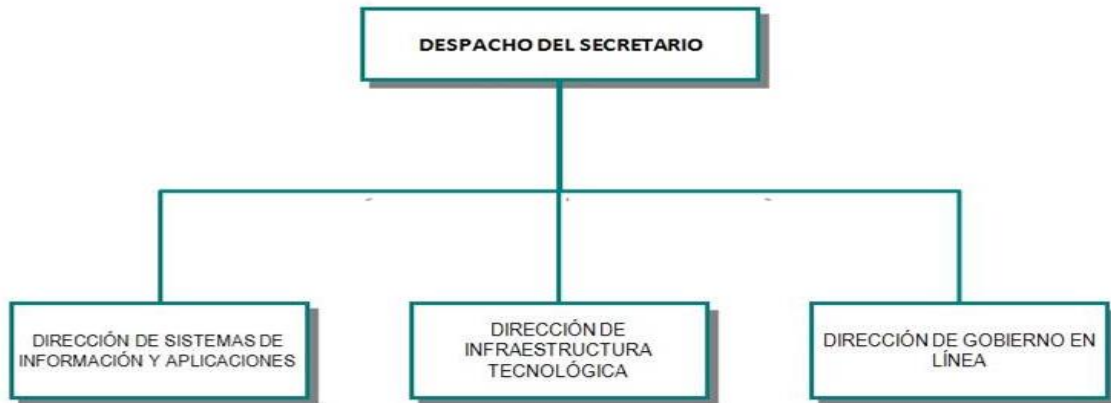 DESPACHO DEL SECRETARIO
DIRECCIÓN DE SISTEMAS DE
INFORMACIÓN Y APLICACIONES
DIRECCIÓN DE
INFRAESTRUCTURA
TECNOLÓGICA
DIRECCIÓN DE GOBIERNO EN
LÍNEA